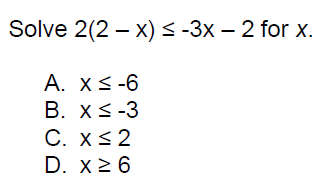 Solve 2(2 – x) ≤ -3x – 2 for x.
A. x ≤ -6
B. x ≤ -3
C. x ≤ 2
D. x ≥ 6